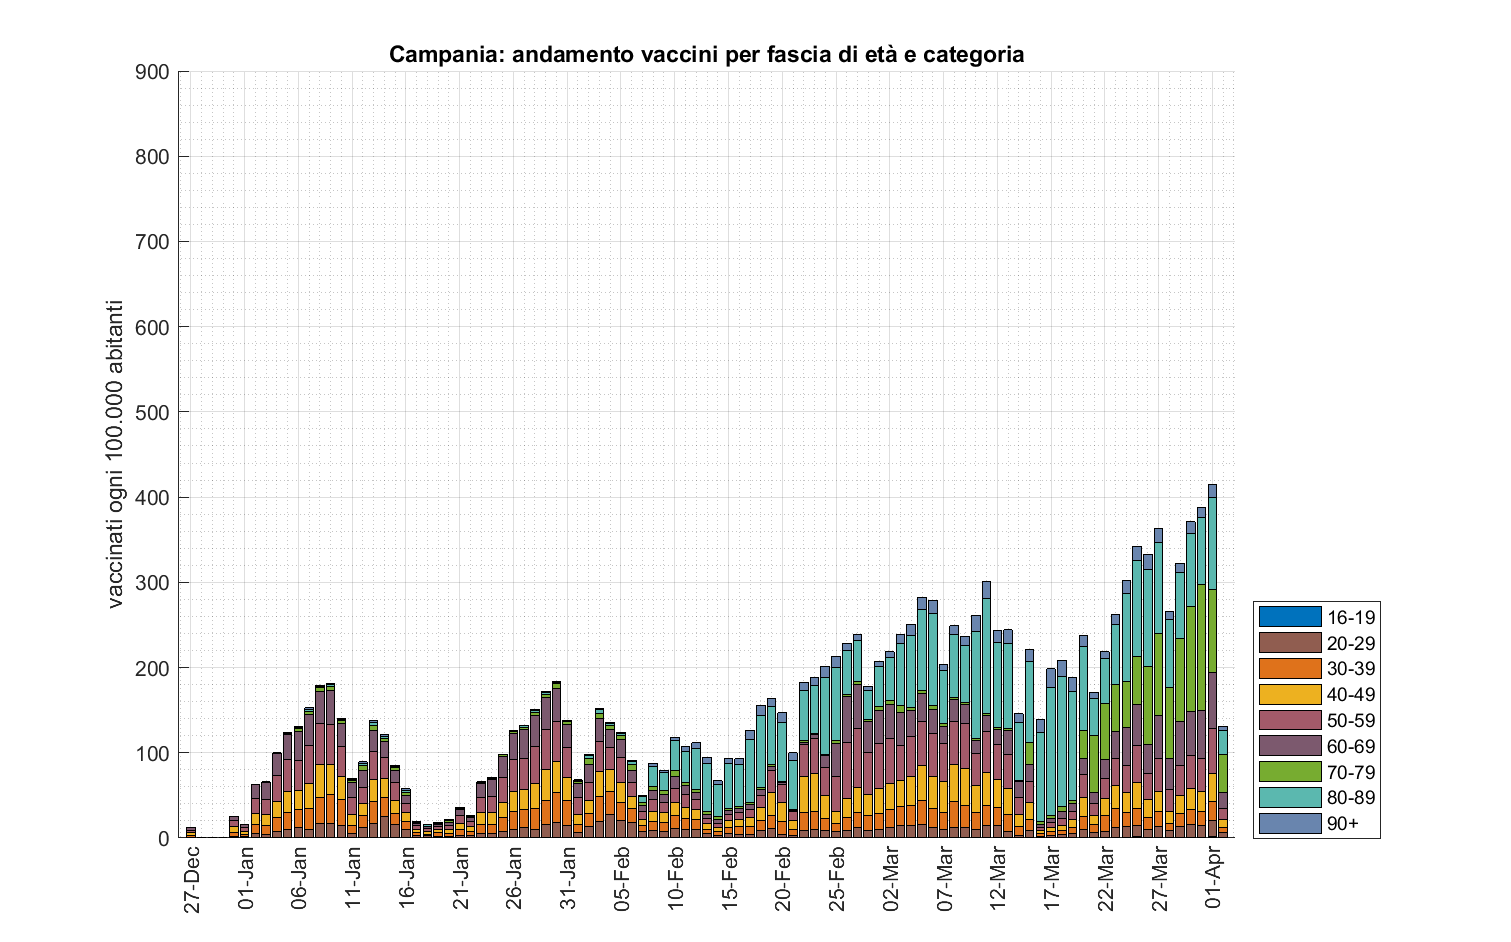 Campania: andamento vaccini per fascia di età e categoria
vaccinati ogni 100.000 abitanti
900
800
700
600
500
400
300
200
100
0
27-Dec
01-Jan
06-Jan
11-Jan
16-Jan
21-Jan
26-Jan
31-Jan
05-Feb
10-Feb
15-Feb
20-Feb
25-Feb
02-Mar
07-Mar
12-Mar
17-Mar
22-Mar
27-Mar
01-Apr
16-19
20-29
30-39
40-49
50-59
60-69
70-79
80-89
90+